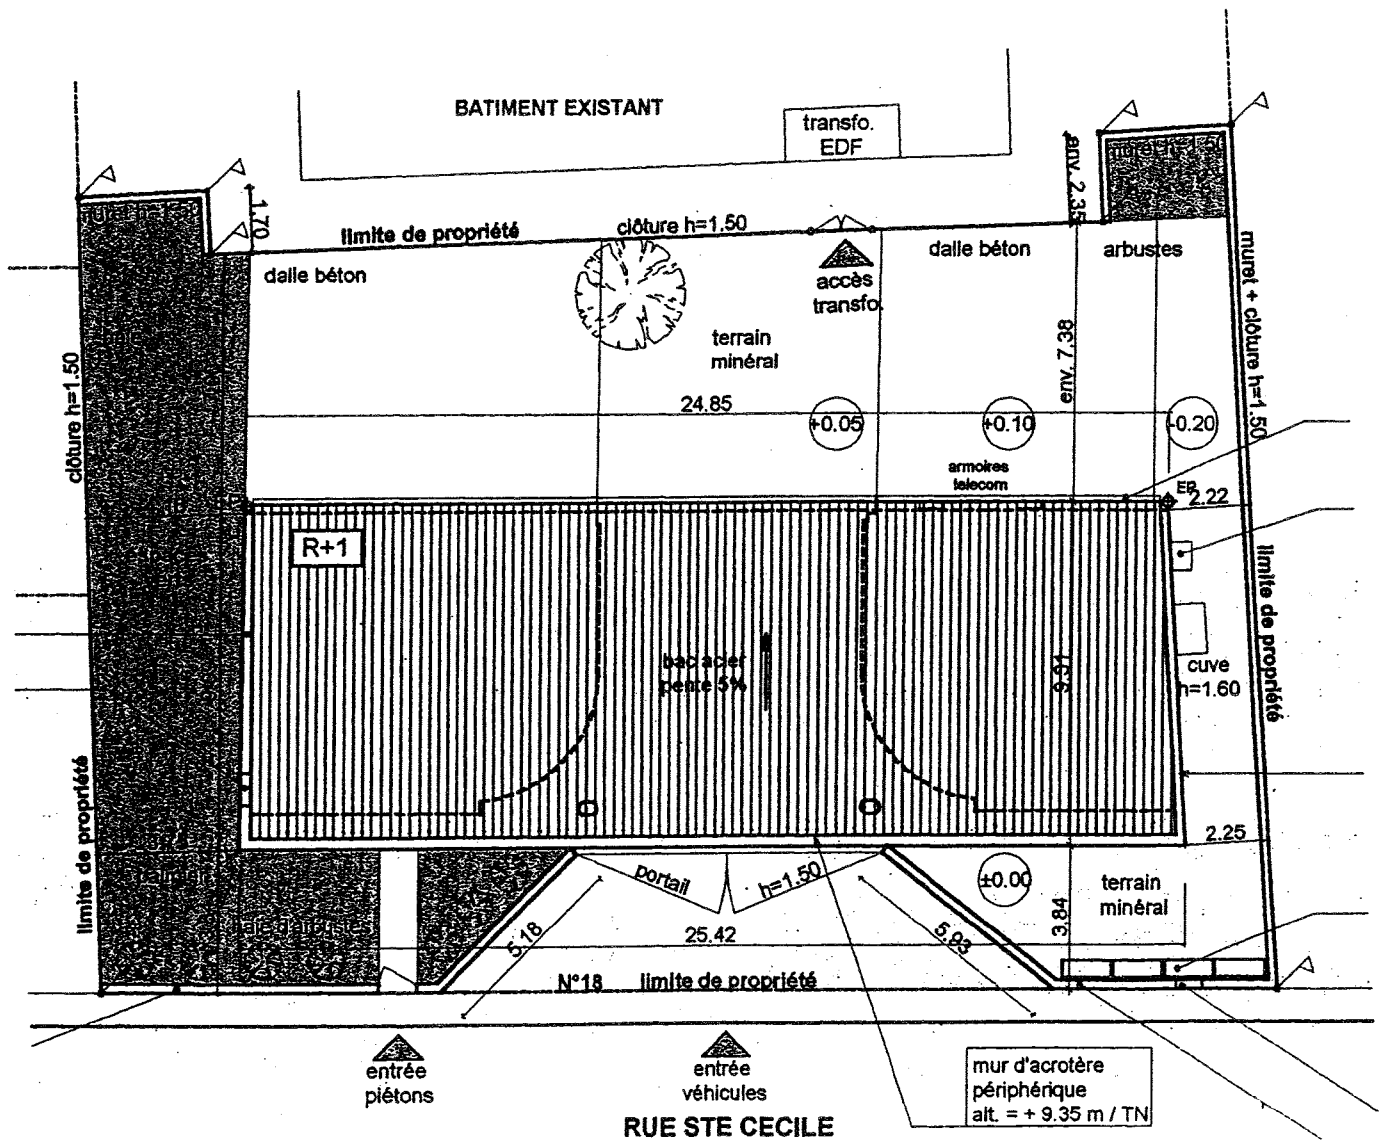 BATIMENT EXISTANT
transfo.
EDF
muret h=1.50
env. 2.35
1.70
limite de propriété
clôture h=1.50
dalle béton
dalle béton
arbustes
accès
transfo.
terrain
minéral
muret + clôture h=1.50
env. 7.38
clôture h=1.50
24.85
+0.05
+0.10
-0.20
armoires
telecom
EP
2.22
R+1
limite de propriété
bac acier
pente 5%
9.91
cuve
h=1.60
limite de propriété
2.25
portail
h=1.50
±0.00
terrain
minéral
5.18
25.42
5.93
3.84
N°18 limite de propriété
entrée
piétons
entrée
véhicules
RUE STE CECILE
mur d'acrotère
périphérique
alt. = + 9.35 m / TN